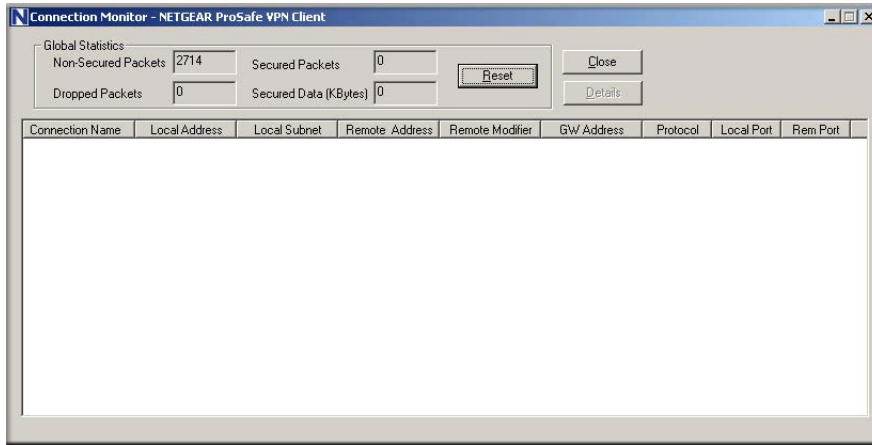 Connection Monitor - NETGEAR ProSafe VPN Client
Global Statistics
Non-Secured Packets 2714 Secured Packets 0 Reset Close
Dropped Packets 0 Secured Data (KBytes) 0 Details
Connection Name Local Address Local Subnet Remote Address Remote Modifier GW Address Protocol Local Port Rem Port